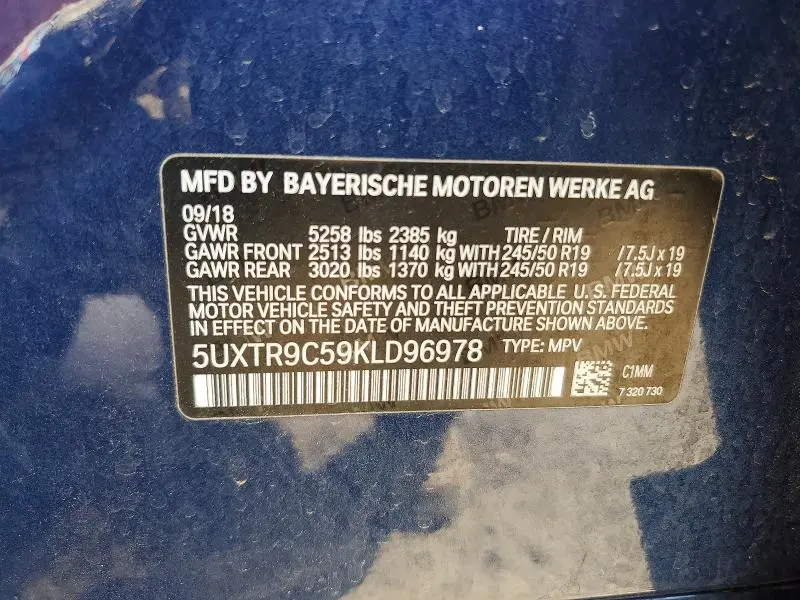 MFD BY BAYERISCHE MOTOREN WERKE AG
09/18
GVWR 5258 lbs 2385 kg TIRE / RIM
GAWR FRONT 2513 lbs 1140 kg WITH 245/50 R19 /7.5J x 19
GAWR REAR 3020 lbs 1370 kg WITH 245/50 R19 /7.5J x 19
THIS VEHICLE CONFORMS TO ALL APPLICABLE U. S. FEDERAL
MOTOR VEHICLE SAFETY AND THEFT PREVENTION STANDARDS
IN EFFECT ON THE DATE OF MANUFACTURE SHOWN ABOVE.
5UXTR9C59KLD96978 TYPE: MPV
C1MM
7 320 730